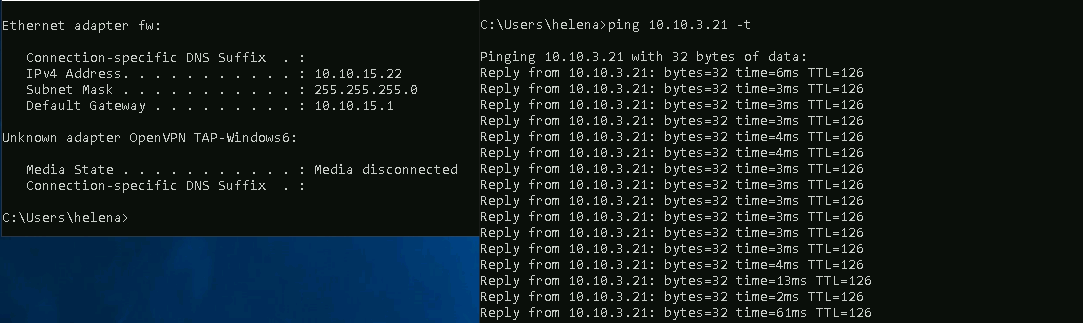 Ethernet adapter fw:
Connection-specific DNS Suffix  . :
IPv4 Address. . . . . . . . . . . : 10.10.15.22
Subnet Mask . . . . . . . . . . . : 255.255.255.0
Default Gateway . . . . . . . . . : 10.10.15.1
Unknown adapter OpenVPN TAP-Windows6:
Media State . . . . . . . . . . . : Media disconnected
Connection-specific DNS Suffix  . :
C:\Users\helena>
C:\Users\helena>ping 10.10.3.21 -t
Pinging 10.10.3.21 with 32 bytes of data:
Reply from 10.10.3.21: bytes=32 time=6ms TTL=126
Reply from 10.10.3.21: bytes=32 time=3ms TTL=126
Reply from 10.10.3.21: bytes=32 time=3ms TTL=126
Reply from 10.10.3.21: bytes=32 time=3ms TTL=126
Reply from 10.10.3.21: bytes=32 time=4ms TTL=126
Reply from 10.10.3.21: bytes=32 time=4ms TTL=126
Reply from 10.10.3.21: bytes=32 time=3ms TTL=126
Reply from 10.10.3.21: bytes=32 time=3ms TTL=126
Reply from 10.10.3.21: bytes=32 time=3ms TTL=126
Reply from 10.10.3.21: bytes=32 time=3ms TTL=126
Reply from 10.10.3.21: bytes=32 time=3ms TTL=126
Reply from 10.10.3.21: bytes=32 time=3ms TTL=126
Reply from 10.10.3.21: bytes=32 time=4ms TTL=126
Reply from 10.10.3.21: bytes=32 time=13ms TTL=126
Reply from 10.10.3.21: bytes=32 time=2ms TTL=126
Reply from 10.10.3.21: bytes=32 time=61ms TTL=126